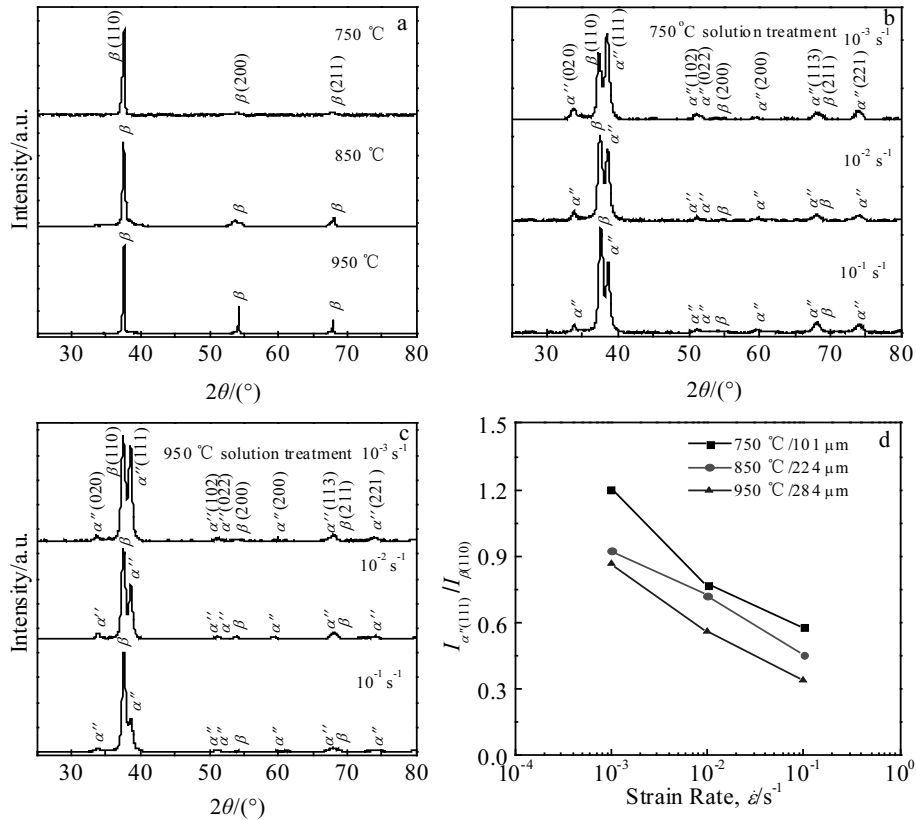 a
β(110)
750 ℃
β(200)
β(211)
β
850 ℃
β
β
β
950 ℃
β
β
Intensity/a.u.
30 40 50 60 70 80
2θ/(°)
b
750°C solution treatment
10⁻³ s⁻¹
α″(020)
β(110)
α″(111)
α″(102)
α″(022)
β(200)
α″(200)
α″(113)
β(211)
α″(221)
10⁻² s⁻¹
α″
β
α″
α″
α″
β
α″
α″
β
α″
10⁻¹ s⁻¹
α″
β
α″
α″
α″
β
α″
α″
β
α″
30 40 50 60 70 80
2θ/(°)
c
950 ℃ solution treatment 10⁻³ s⁻¹
α″(020)
β(110)
α″(111)
α″(102)
α″(022)
β(200)
α″(200)
α″(113)
β(211)
α″(221)
10⁻² s⁻¹
α″
β
α″
α″
α″
β
α″
α″
β
α″
10⁻¹ s⁻¹
α″
β
α″
α″
α″
β
α″
α″
β
α″
Intensity/a.u.
30 40 50 60 70 80
2θ/(°)
d
750 ℃/101 μm
850 ℃/224 μm
950 ℃/284 μm
1.5
1.2
0.9
0.6
0.3
0.0
I_α″(111)/I_β(110)
10⁻⁴ 10⁻³ 10⁻² 10⁻¹ 10⁰
Strain Rate, ε̇/s⁻¹